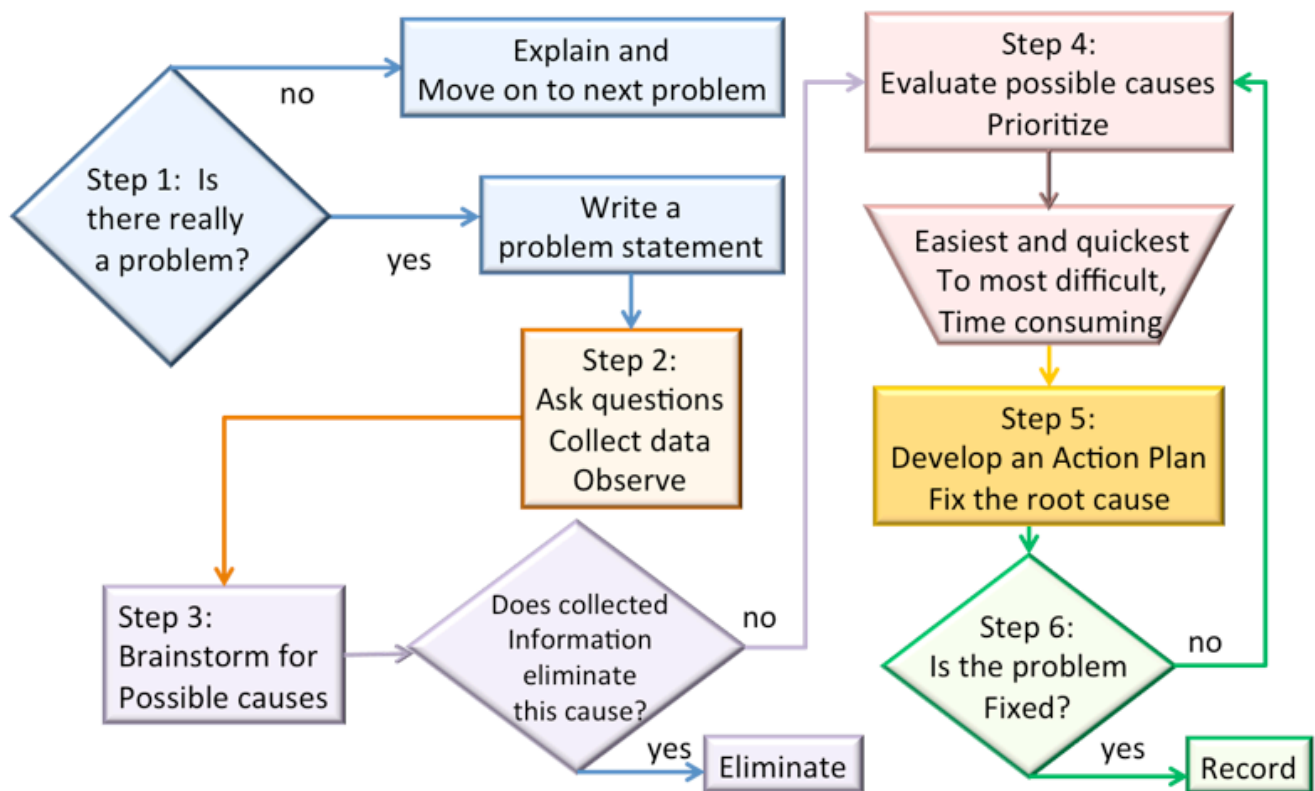 Step 1:  Is
there really
a problem?
no
Explain and
Move on to next problem
yes
Write a
problem statement
Step 2:
Ask questions
Collect data
Observe
Step 3:
Brainstorm for
Possible causes
Does collected
Information
eliminate
this cause?
yes
Eliminate
no
Step 4:
Evaluate possible causes
Prioritize
Easiest and quickest
To most difficult,
Time consuming
Step 5:
Develop an Action Plan
Fix the root cause
Step 6:
Is the problem
Fixed?
no
yes
Record